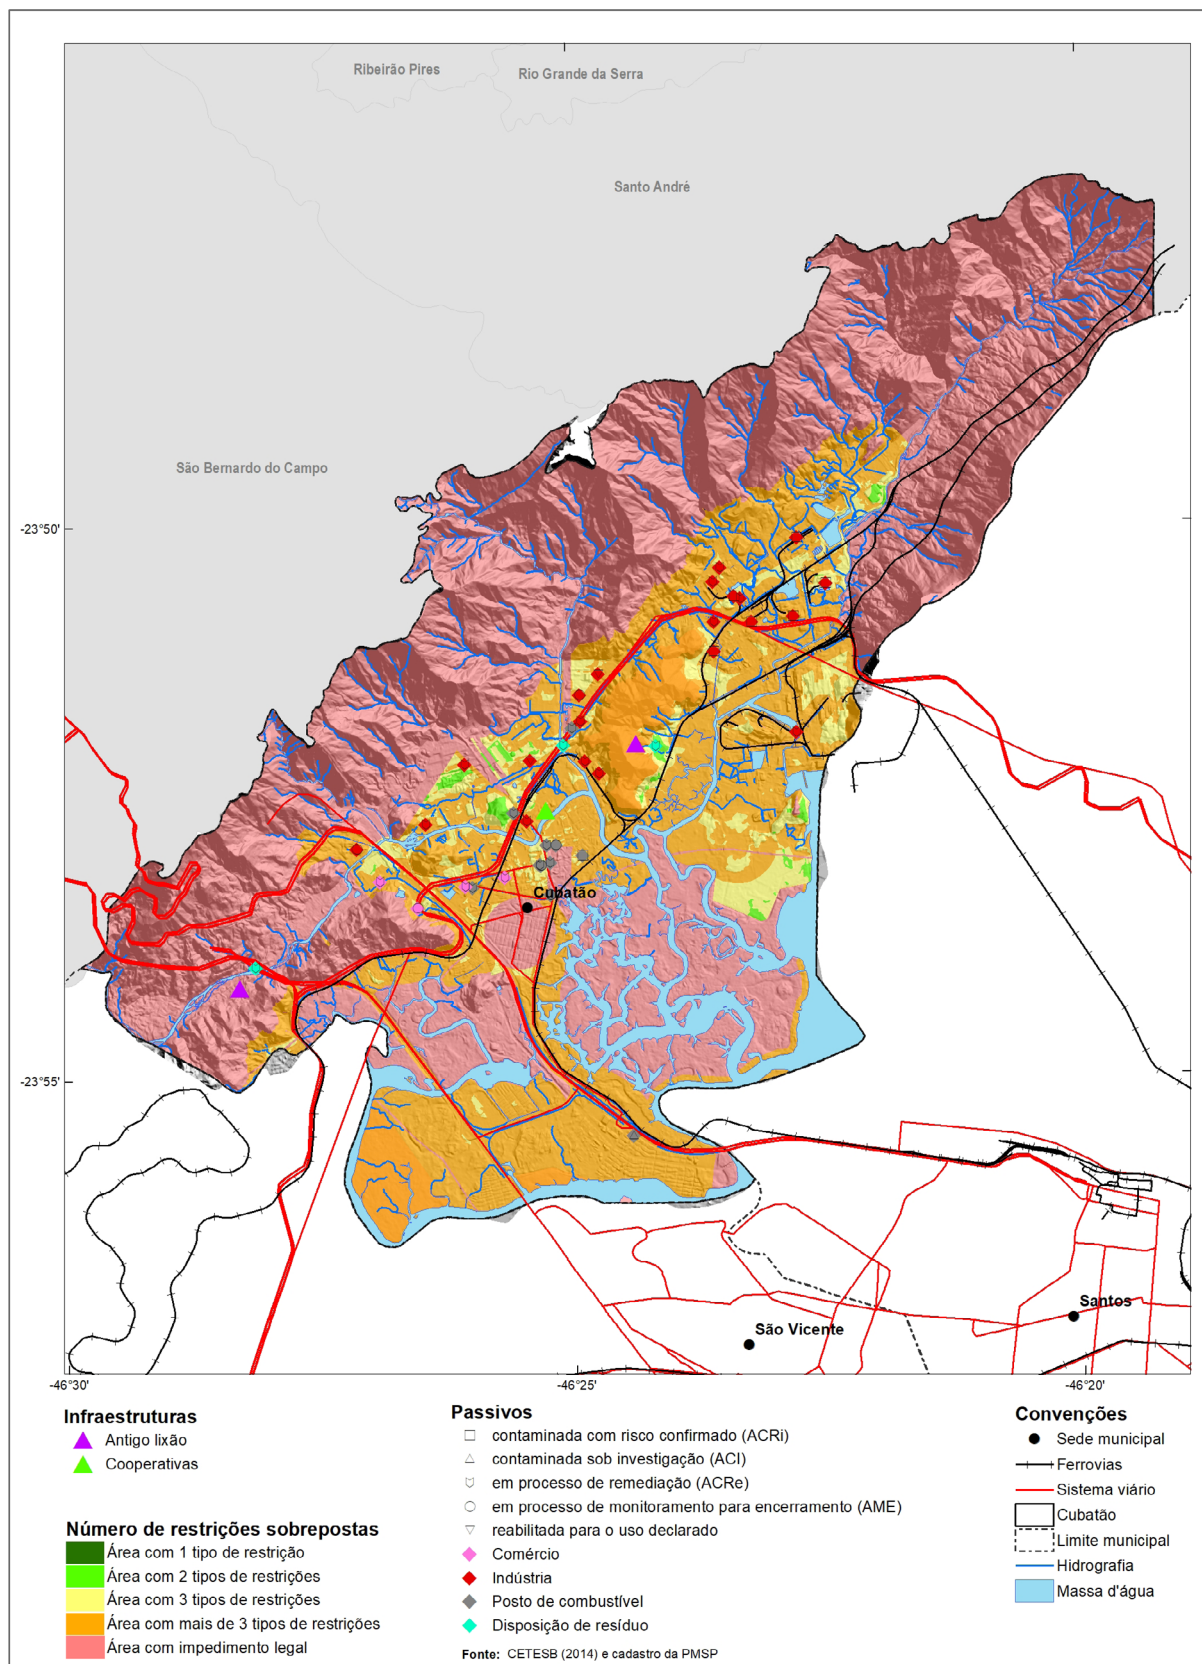 Ribeirão Pires
Rio Grande da Serra
Santo André
São Bernardo do Campo
-23°50'
Cubatão
-23°55'
Santos
São Vicente
-46°30'
-46°25'
-46°20'
Infraestruturas
Antigo lixão
Cooperativas
Número de restrições sobrepostas
Área com 1 tipo de restrição
Área com 2 tipos de restrições
Área com 3 tipos de restrições
Área com mais de 3 tipos de restrições
Área com impedimento legal
Passivos
contaminada com risco confirmado (ACRi)
contaminada sob investigação (ACI)
em processo de remediação (ACRe)
em processo de monitoramento para encerramento (AME)
reabilitada para o uso declarado
Comércio
Indústria
Posto de combustível
Disposição de resíduo
Fonte: CETESB (2014) e cadastro da PMSP
Convenções
Sede municipal
Ferrovias
Sistema viário
Cubatão
Limite municipal
Hidrografia
Massa d'água